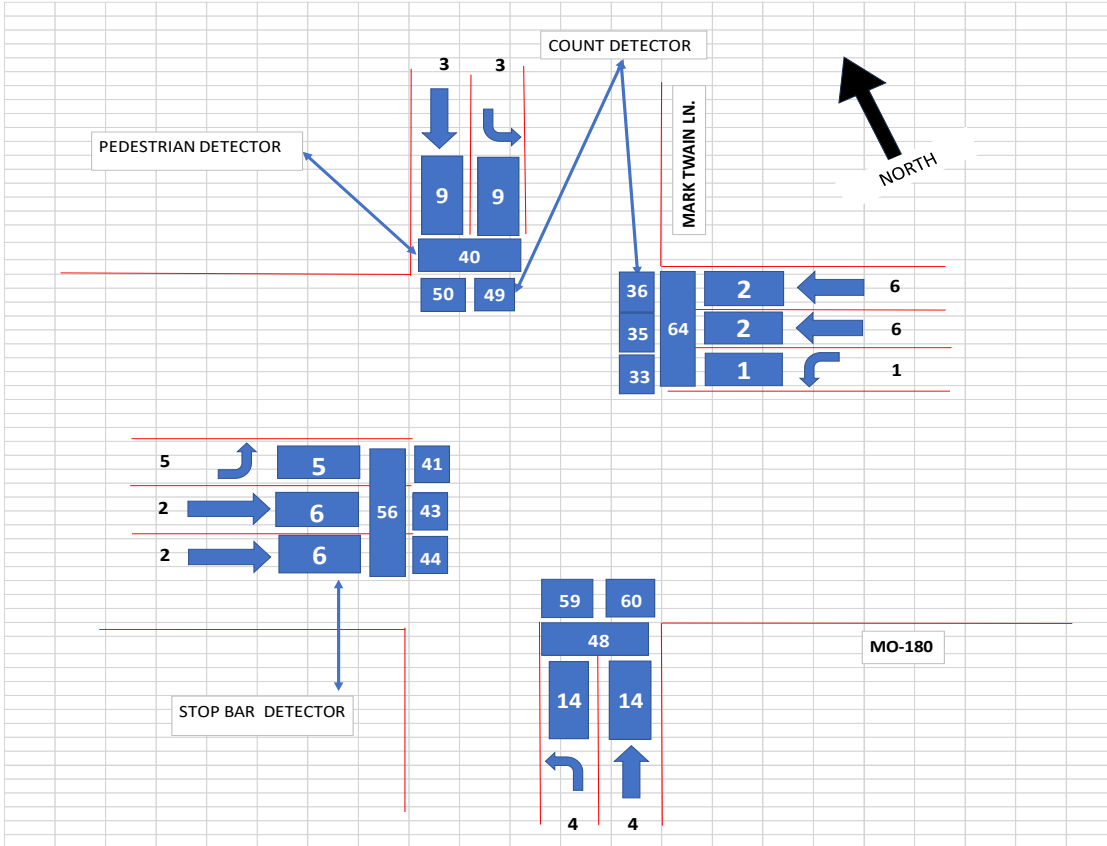 COUNT DETECTOR
3 3
PEDESTRIAN DETECTOR
MARK TWAIN LN.
NORTH
9 9
40
50 49
36 2 6
35 64 2 6
33 1 1
5 5 41
2 6 56 43
2 6 44
59 60
48
MO-180
14 14
STOP BAR DETECTOR
4 4